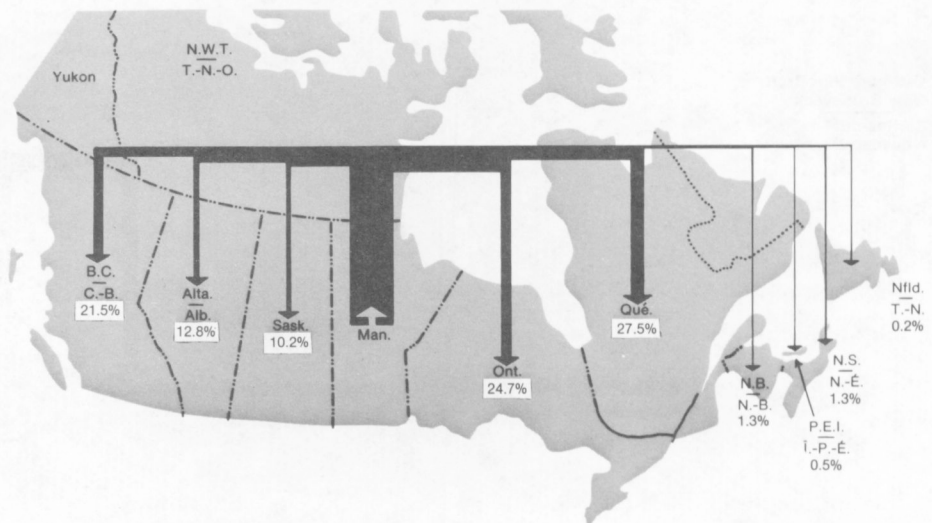 N.W.T.
T.-N.-O.
Yukon
B.C.
C.-B.
21.5%
Alta.
Alb.
12.8%
Sask.
10.2%
Man.
Ont.
24.7%
Qué.
27.5%
Nfld.
T.-N.
0.2%
N.B.
N.-B.
1.3%
P.E.I.
Î.-P.-É.
0.5%
N.S.
N.-É.
1.3%